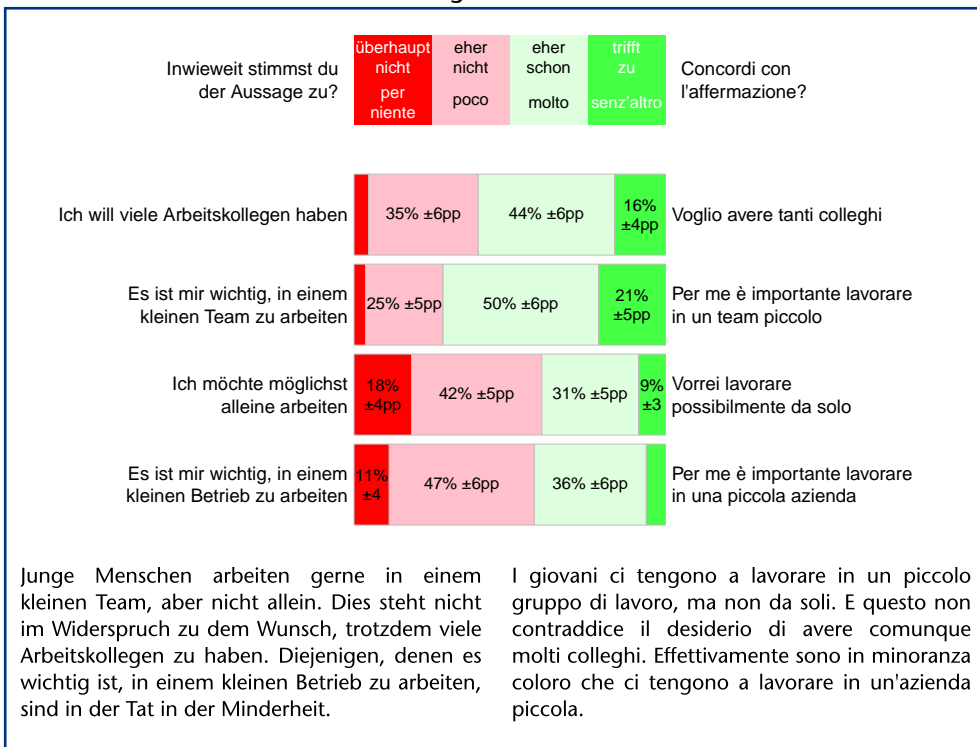 Inwieweit stimmst du
der Aussage zu?
überhaupt
nicht
per
niente
eher
nicht
poco
eher
schon
molto
trifft
zu
senz'altro
Concordi con
l'affermazione?
Ich will viele Arbeitskollegen haben
35% ±6pp
44% ±6pp
16%
±4pp
Voglio avere tanti colleghi
Es ist mir wichtig, in einem
kleinen Team zu arbeiten
25% ±5pp
50% ±6pp
21%
±5pp
Per me è importante lavorare
in un team piccolo
Ich möchte möglichst
alleine arbeiten
18%
±4pp
42% ±5pp
31% ±5pp
9%
±3
Vorrei lavorare
possibilmente da solo
Es ist mir wichtig, in einem
kleinen Betrieb zu arbeiten
11%
±4
47% ±6pp
36% ±6pp
Per me è importante lavorare
in una piccola azienda
Junge Menschen arbeiten gerne in einem
kleinen Team, aber nicht allein. Dies steht nicht
im Widerspruch zu dem Wunsch, trotzdem viele
Arbeitskollegen zu haben. Diejenigen, denen es
wichtig ist, in einem kleinen Betrieb zu arbeiten,
sind in der Tat in der Minderheit.
I giovani ci tengono a lavorare in un piccolo
gruppo di lavoro, ma non da soli. E questo non
contraddice il desiderio di avere comunque
molti colleghi. Effettivamente sono in minoranza
coloro che ci tengono a lavorare in un'azienda
piccola.